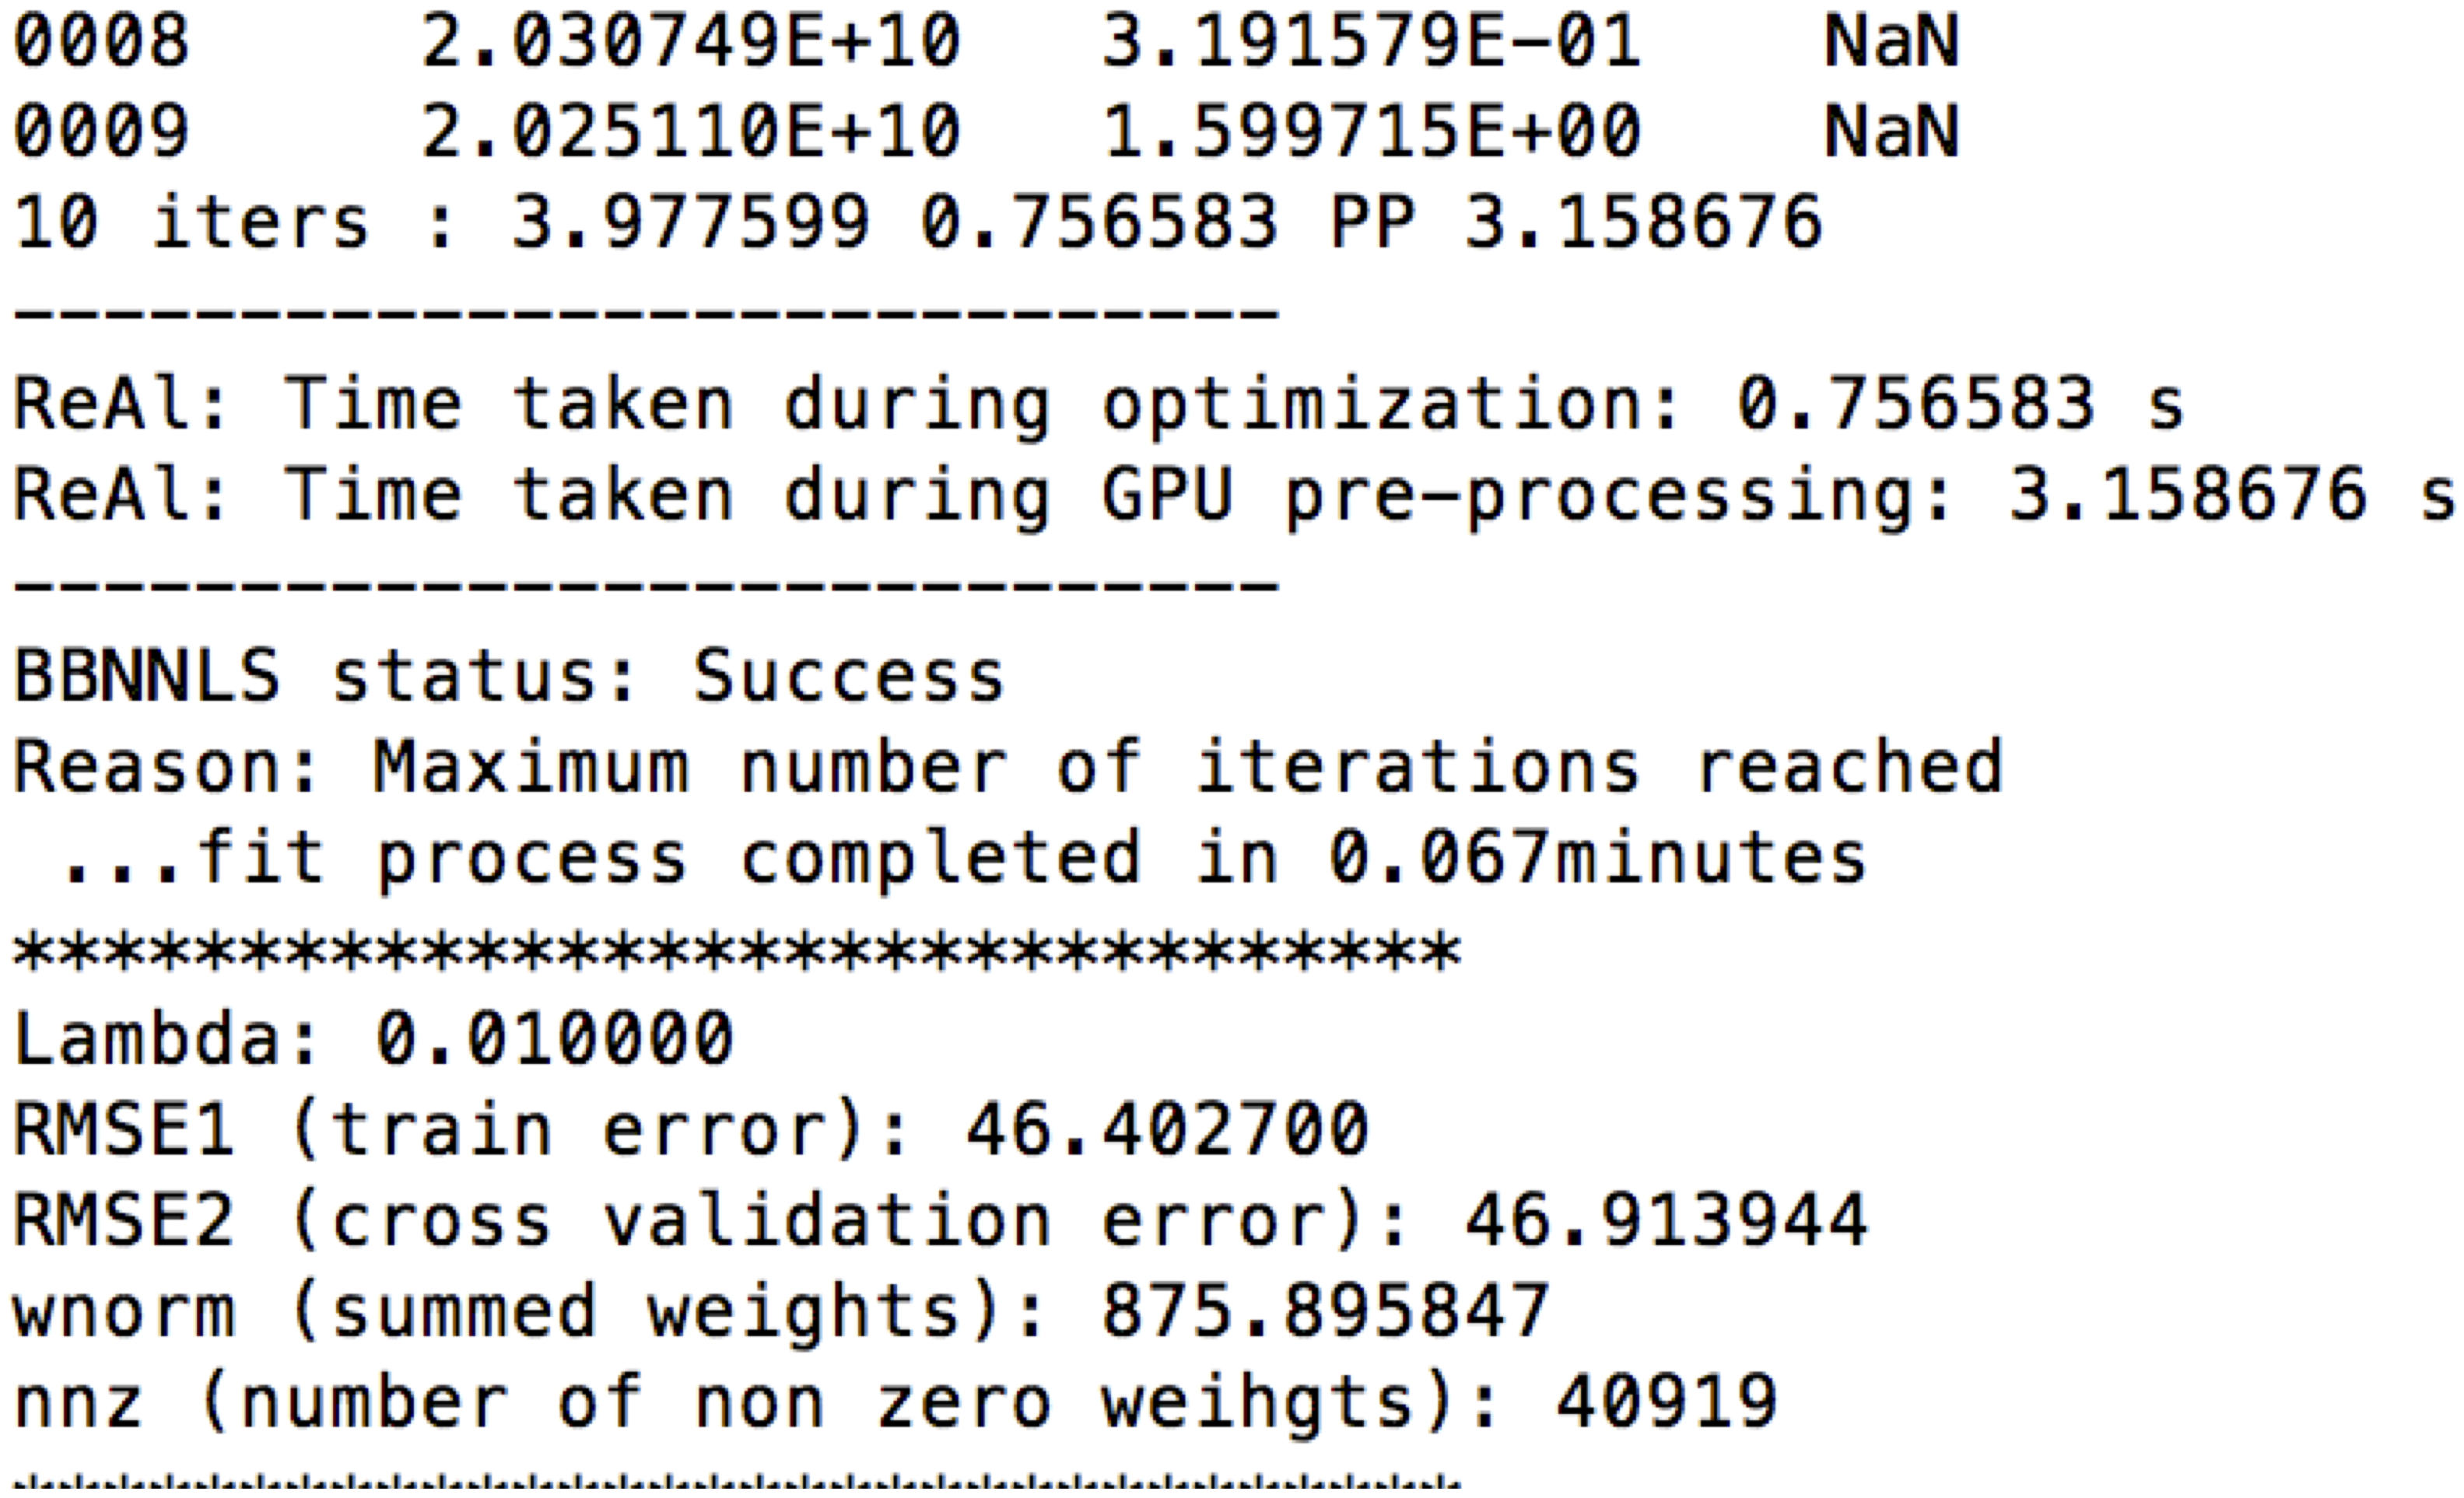 0008     2.030749E+10   3.191579E-01    NaN
0009     2.025110E+10   1.599715E+00    NaN
10 iters : 3.977599 0.756583 PP 3.158676
----------------------------
ReAl: Time taken during optimization: 0.756583 s
ReAl: Time taken during GPU pre-processing: 3.158676 s
----------------------------
BBNNLS status: Success
Reason: Maximum number of iterations reached
 ...fit process completed in 0.067minutes
********************************
Lambda: 0.010000
RMSE1 (train error): 46.402700
RMSE2 (cross validation error): 46.913944
wnorm (summed weights): 875.895847
nnz (number of non zero weihgts): 40919
********************************